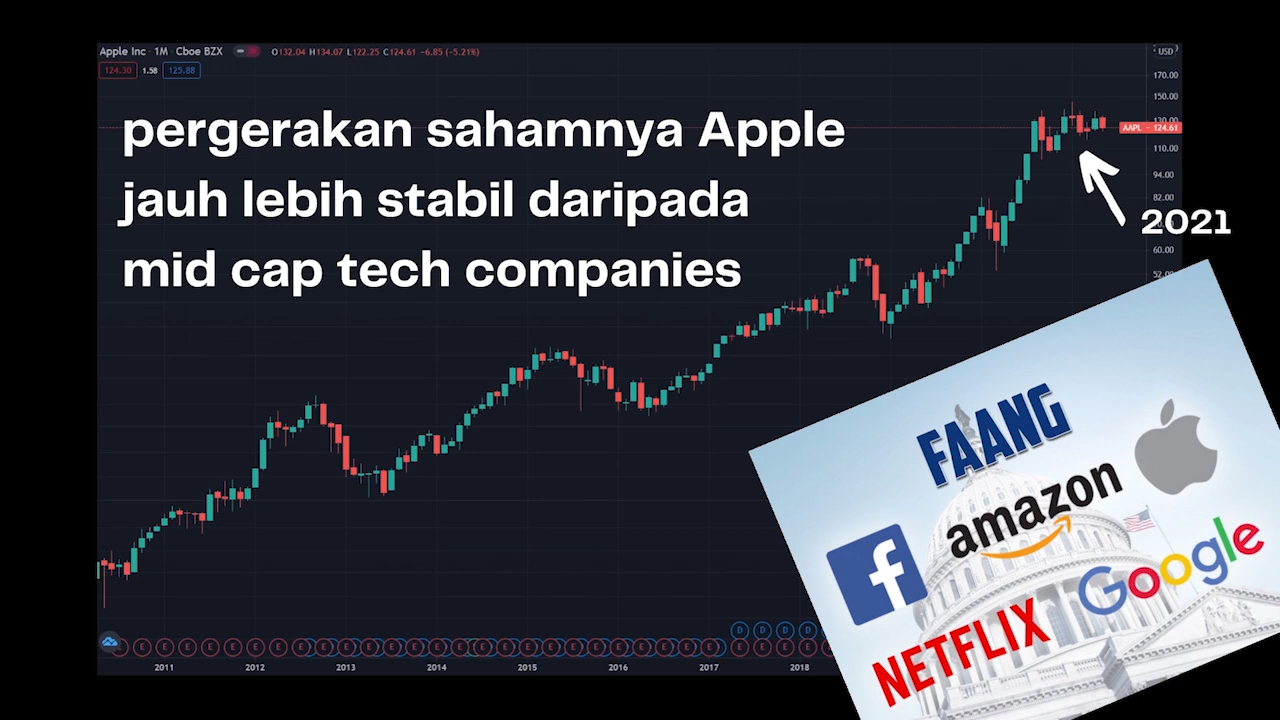 Apple Inc · 1M · Cboe BZX O132.04 H134.07 L122.25 C124.61 −6.85 (−5.21%)
124.30 1.58 125.88
USD
170.00
150.00
130.00
AAPL 124.61
110.00
94.00
82.00
60.00
52.00
pergerakan sahamnya Apple
jauh lebih stabil daripada
mid cap tech companies
2021
FAANG
amazon
f
Google
NETFLIX
D D D D
E E E E E E E E E E E E E E E E E E E E E E E E E E E E E E
2011 2012 2013 2014 2015 2016 2017 2018